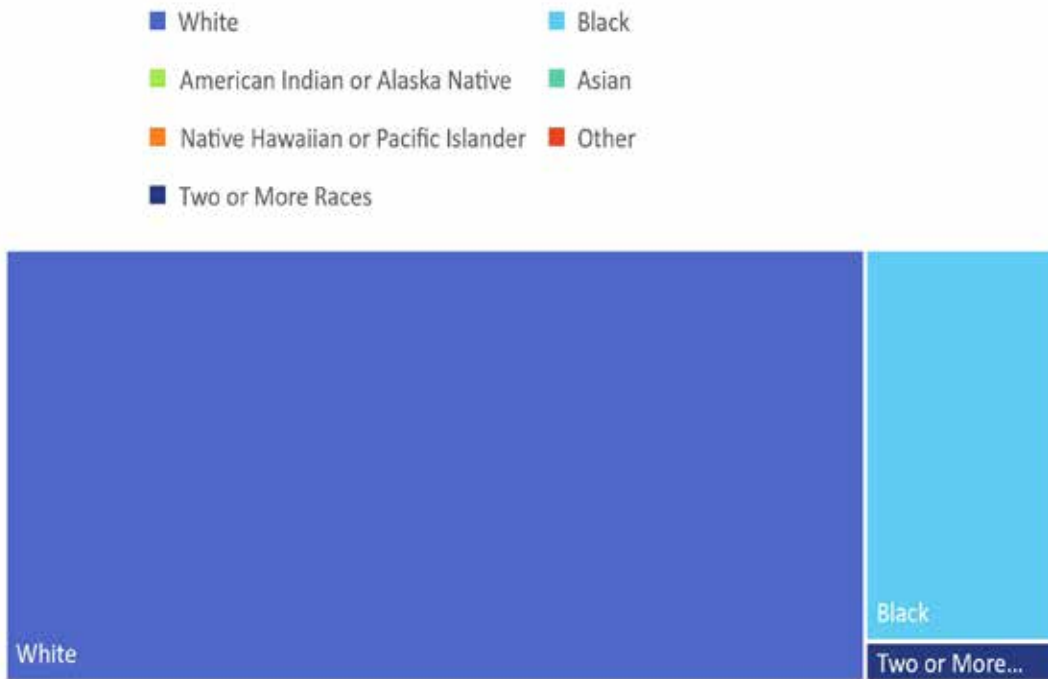 White
Black
American Indian or Alaska Native
Asian
Native Hawaiian or Pacific Islander
Other
Two or More Races
Black
White
Two or More...